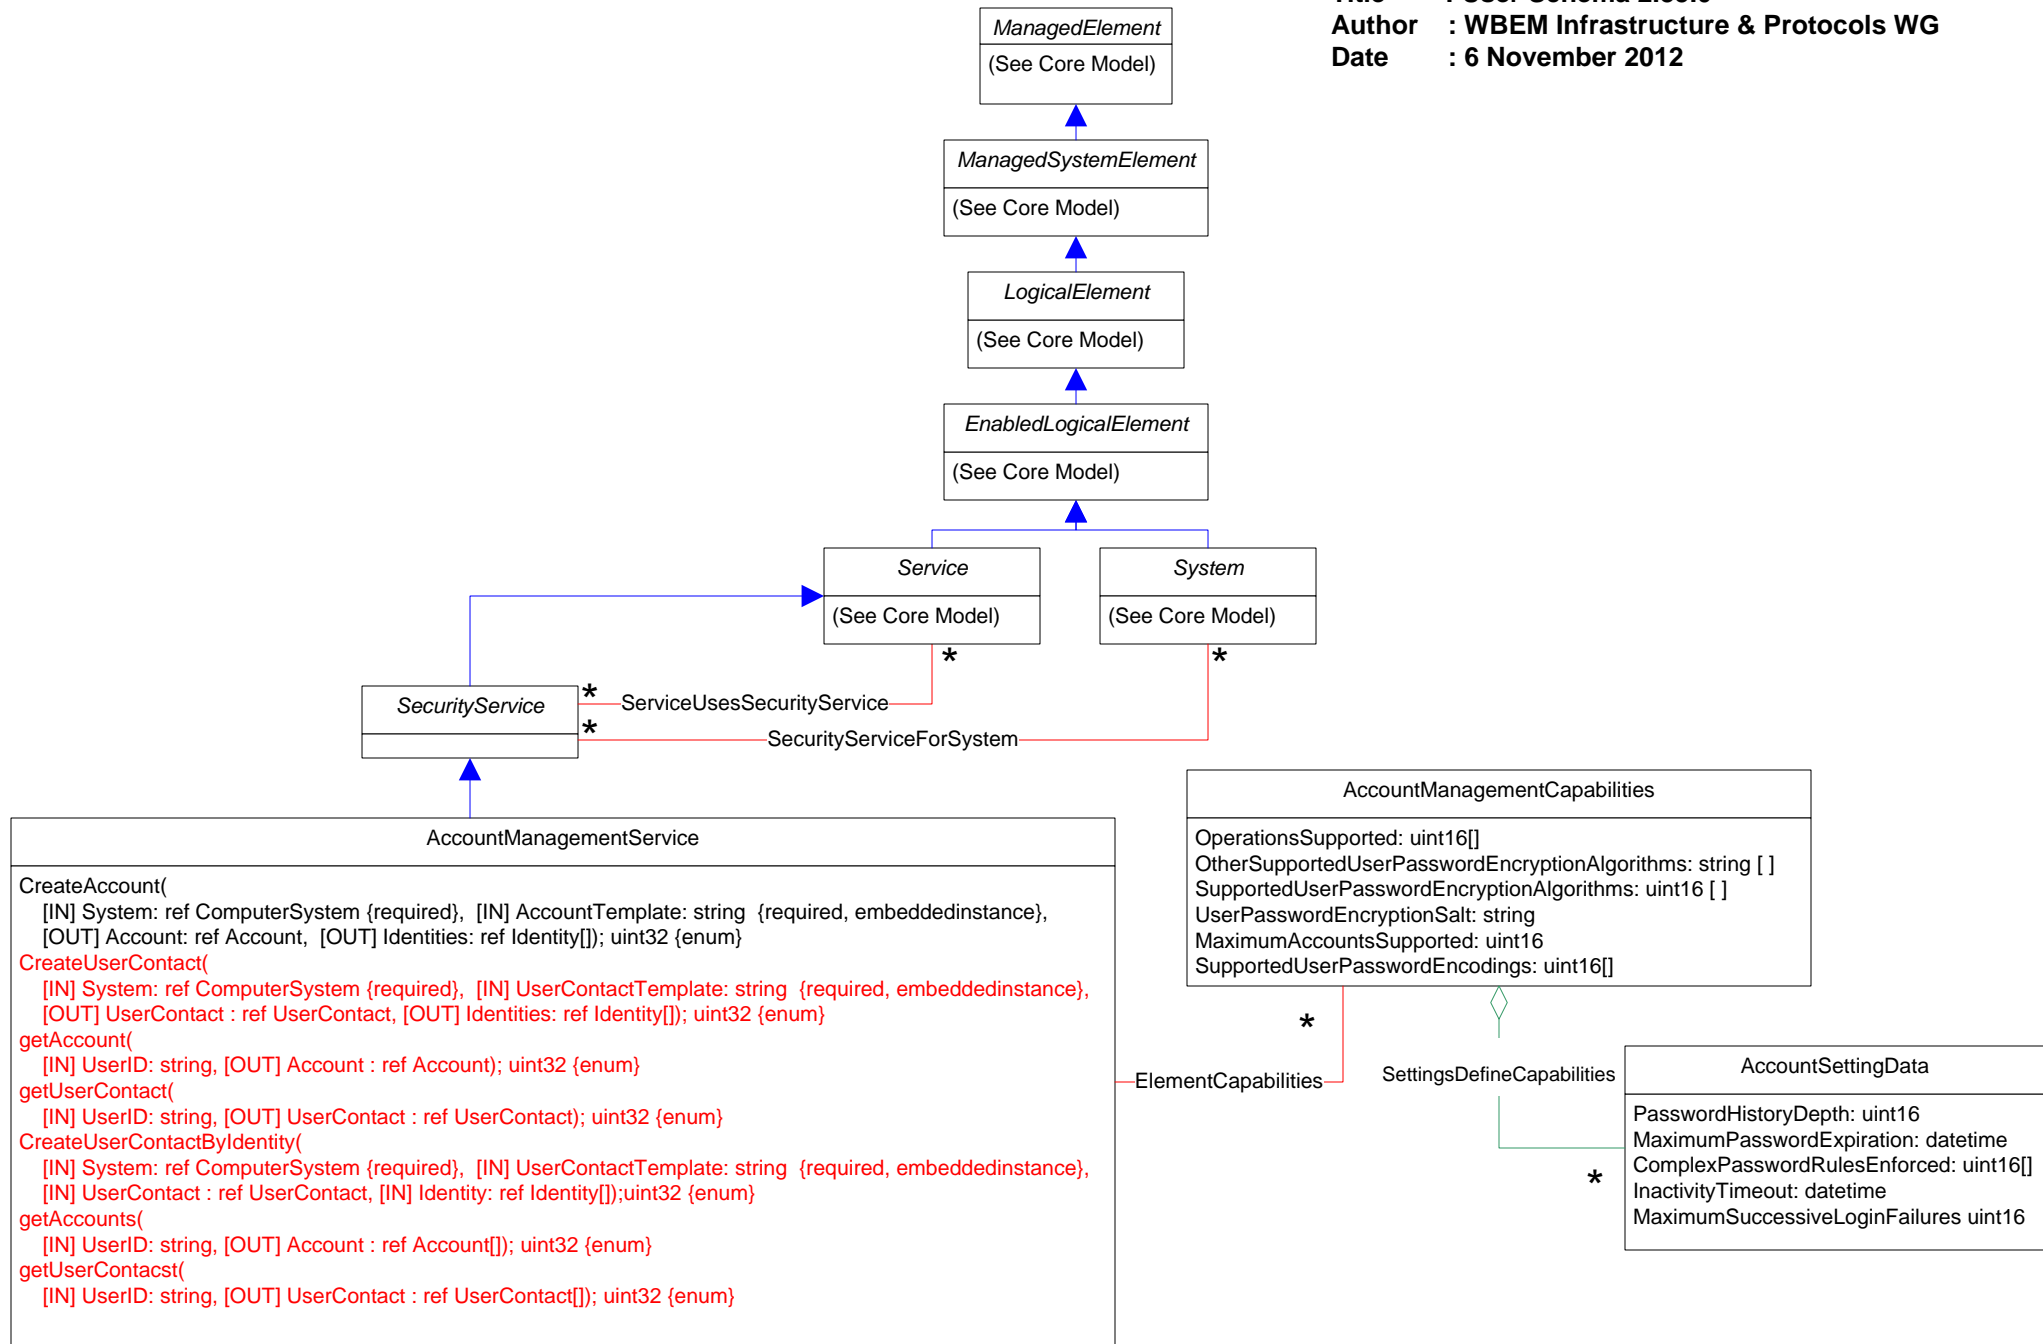 Author : WBEM Infrastructure & Protocols WG
Date : 6 November 2012
ManagedElement
(See Core Model)
ManagedSystemElement
(See Core Model)
LogicalElement
(See Core Model)
EnabledLogicalElement
(See Core Model)
Service
(See Core Model)
System
(See Core Model)
*
*
SecurityService
*
ServiceUsesSecurityService
*
SecurityServiceForSystem
AccountManagementService
CreateAccount(
[IN] System: ref ComputerSystem {required}, [IN] AccountTemplate: string {required, embeddedinstance},
[OUT] Account: ref Account, [OUT] Identities: ref Identity[]); uint32 {enum}
CreateUserContact(
[IN] System: ref ComputerSystem {required}, [IN] UserContactTemplate: string {required, embeddedinstance},
[OUT] UserContact : ref UserContact, [OUT] Identities: ref Identity[]); uint32 {enum}
getAccount(
[IN] UserID: string, [OUT] Account : ref Account); uint32 {enum}
getUserContact(
[IN] UserID: string, [OUT] UserContact : ref UserContact); uint32 {enum}
CreateUserContactByIdentity(
[IN] System: ref ComputerSystem {required}, [IN] UserContactTemplate: string {required, embeddedinstance},
[IN] UserContact : ref UserContact, [IN] Identity: ref Identity[]);uint32 {enum}
getAccounts(
[IN] UserID: string, [OUT] Account : ref Account[]); uint32 {enum}
getUserContacst(
[IN] UserID: string, [OUT] UserContact : ref UserContact[]); uint32 {enum}
AccountManagementCapabilities
OperationsSupported: uint16[]
OtherSupportedUserPasswordEncryptionAlgorithms: string [ ]
SupportedUserPasswordEncryptionAlgorithms: uint16 [ ]
UserPasswordEncryptionSalt: string
MaximumAccountsSupported: uint16
SupportedUserPasswordEncodings: uint16[]
*
ElementCapabilities
SettingsDefineCapabilities
*
AccountSettingData
PasswordHistoryDepth: uint16
MaximumPasswordExpiration: datetime
ComplexPasswordRulesEnforced: uint16[]
InactivityTimeout: datetime
MaximumSuccessiveLoginFailures uint16